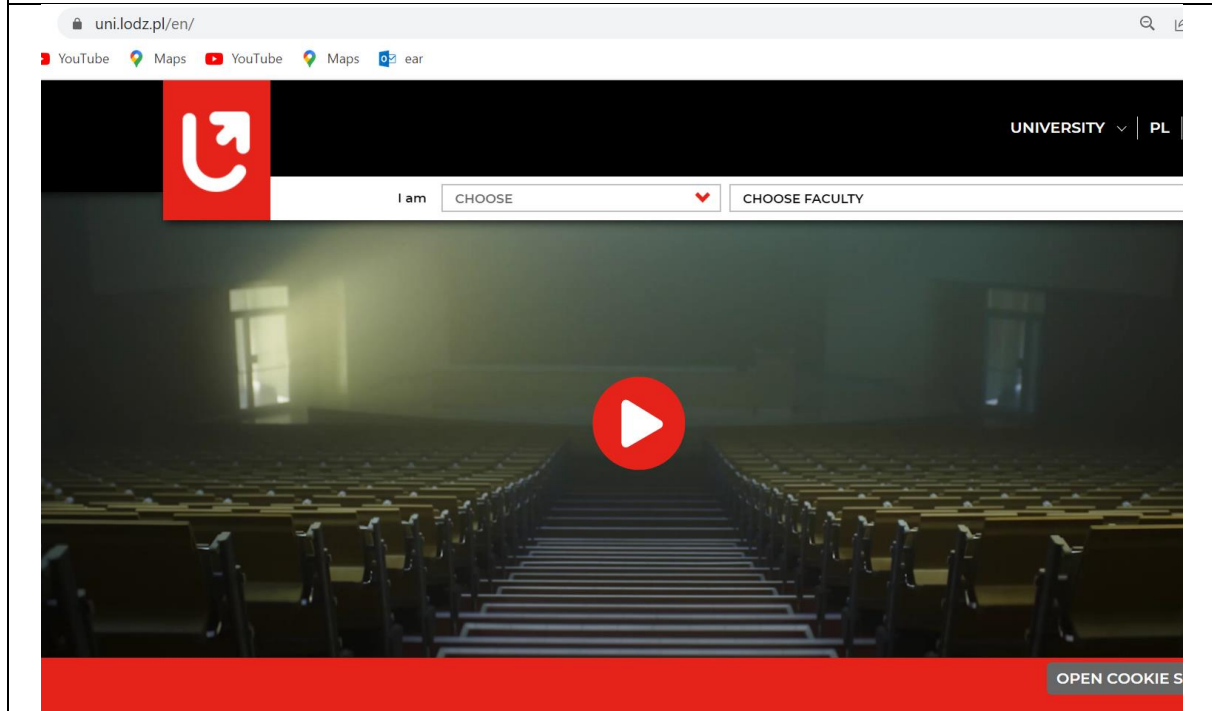 uni.lodz.pl/en/
YouTube Maps YouTube Maps ear
UNIVERSITY PL
I am CHOOSE CHOOSE FACULTY
OPEN COOKIE S